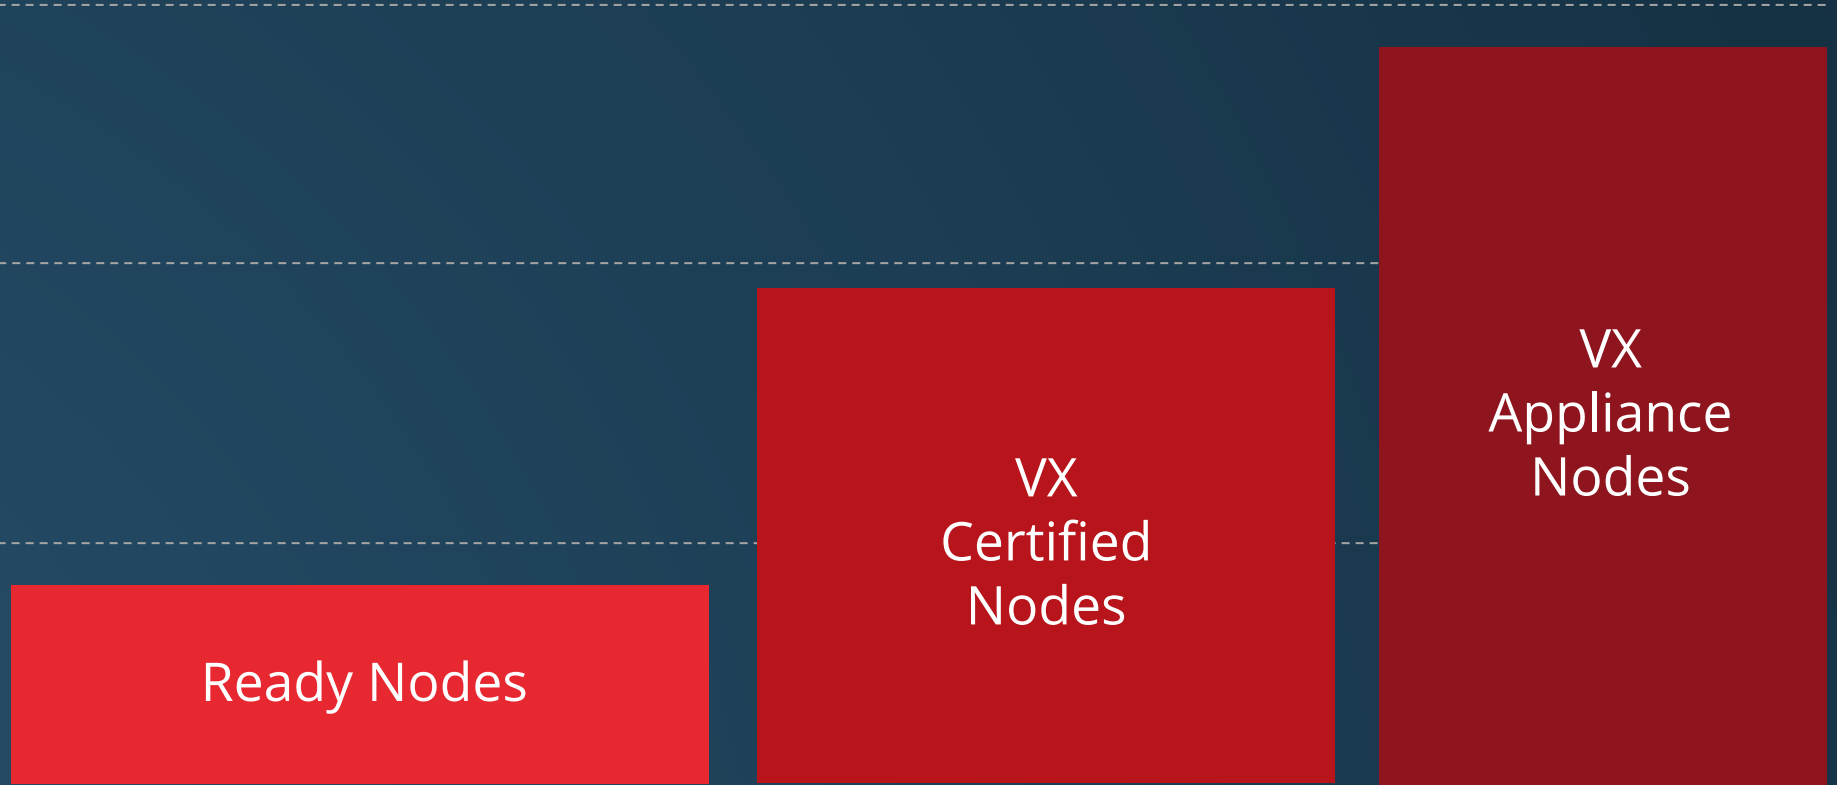 Ready Nodes
VX
Certified
Nodes
VX
Appliance
Nodes